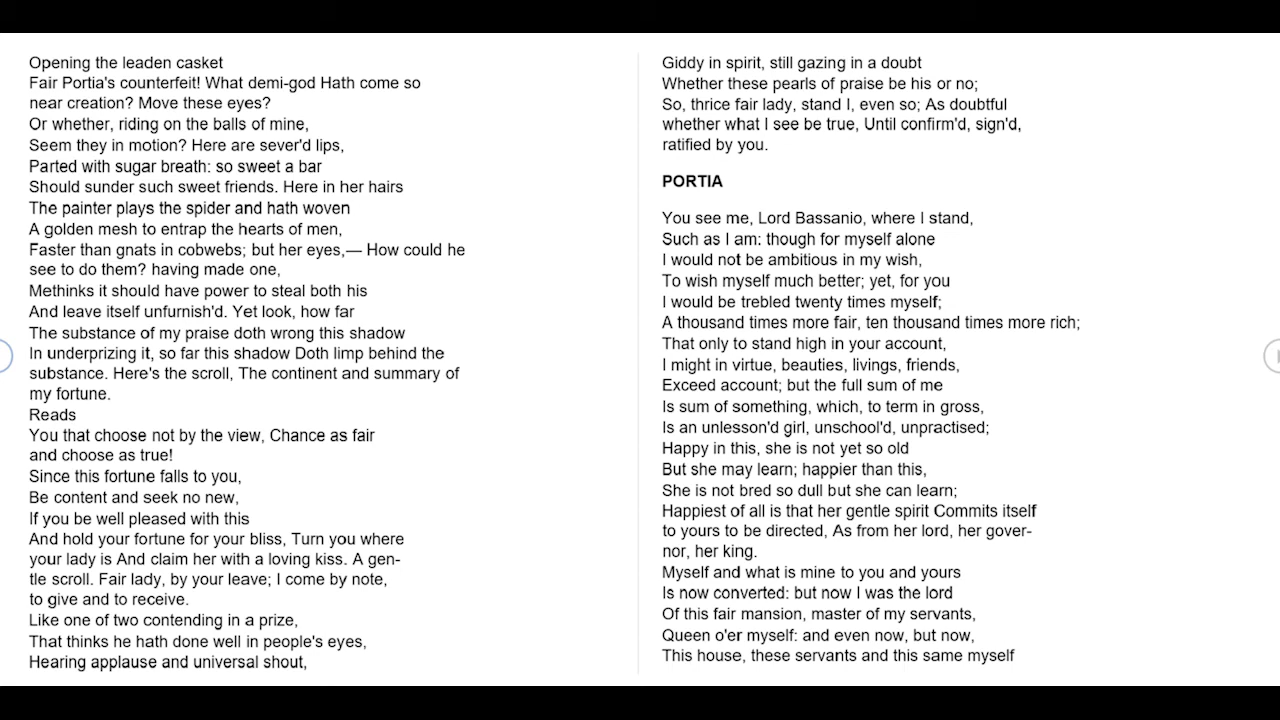 Opening the leaden casket
Fair Portia's counterfeit! What demi-god Hath come so
near creation? Move these eyes?
Or whether, riding on the balls of mine,
Seem they in motion? Here are sever'd lips,
Parted with sugar breath: so sweet a bar
Should sunder such sweet friends. Here in her hairs
The painter plays the spider and hath woven
A golden mesh to entrap the hearts of men,
Faster than gnats in cobwebs; but her eyes,— How could he
see to do them? having made one,
Methinks it should have power to steal both his
And leave itself unfurnish'd. Yet look, how far
The substance of my praise doth wrong this shadow
In underprizing it, so far this shadow Doth limp behind the
substance. Here's the scroll, The continent and summary of
my fortune.
Reads
You that choose not by the view, Chance as fair
and choose as true!
Since this fortune falls to you,
Be content and seek no new,
If you be well pleased with this
And hold your fortune for your bliss, Turn you where
your lady is And claim her with a loving kiss. A gen-
tle scroll. Fair lady, by your leave; I come by note,
to give and to receive.
Like one of two contending in a prize,
That thinks he hath done well in people's eyes,
Hearing applause and universal shout,
Giddy in spirit, still gazing in a doubt
Whether these pearls of praise be his or no;
So, thrice fair lady, stand I, even so; As doubtful
whether what I see be true, Until confirm'd, sign'd,
ratified by you.
PORTIA
You see me, Lord Bassanio, where I stand,
Such as I am: though for myself alone
I would not be ambitious in my wish,
To wish myself much better; yet, for you
I would be trebled twenty times myself;
A thousand times more fair, ten thousand times more rich;
That only to stand high in your account,
I might in virtue, beauties, livings, friends,
Exceed account; but the full sum of me
Is sum of something, which, to term in gross,
Is an unlesson'd girl, unschool'd, unpractised;
Happy in this, she is not yet so old
But she may learn; happier than this,
She is not bred so dull but she can learn;
Happiest of all is that her gentle spirit Commits itself
to yours to be directed, As from her lord, her gover-
nor, her king.
Myself and what is mine to you and yours
Is now converted: but now I was the lord
Of this fair mansion, master of my servants,
Queen o'er myself: and even now, but now,
This house, these servants and this same myself